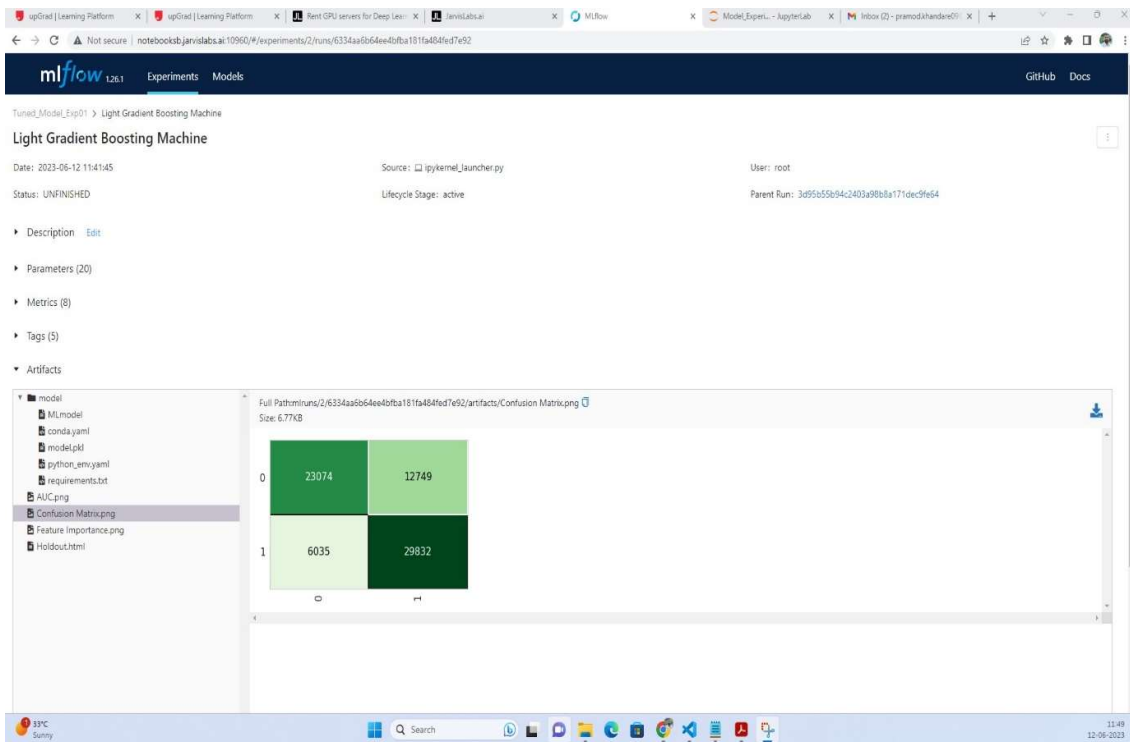 upGrad | Learning Platform
upGrad | Learning Platform
Rent GPU servers for Deep Lear
JarvisLabs.ai
MLflow
Model_Experi... - JupyterLab
Inbox (2) - pramod.khandare09
Not secure | notebooksb.jarvislabs.ai:10960/#/experiments/2/runs/6334aa6b64ee4bfba181fa484fed7e92
mlflow 1.26.1 Experiments Models GitHub Docs
Tuned_Model_Exp01 > Light Gradient Boosting Machine
Light Gradient Boosting Machine
Date: 2023-06-12 11:41:45 Source: ipykernel_launcher.py User: root
Status: UNFINISHED Lifecycle Stage: active Parent Run: 3d95b55b94c2403a98b8a171dec9fe64
Description Edit
Parameters (20)
Metrics (8)
Tags (5)
Artifacts
model
MLmodel
conda.yaml
model.pkl
python_env.yaml
requirements.txt
AUC.png
Confusion Matrix.png
Feature Importance.png
Holdout.html
Full Path:mlruns/2/6334aa6b64ee4bfba181fa484fed7e92/artifacts/Confusion Matrix.png
Size: 6.77KB
0 23074 12749
1 6035 29832
0 1
33°C
Sunny
Search
11:49
12-06-2023